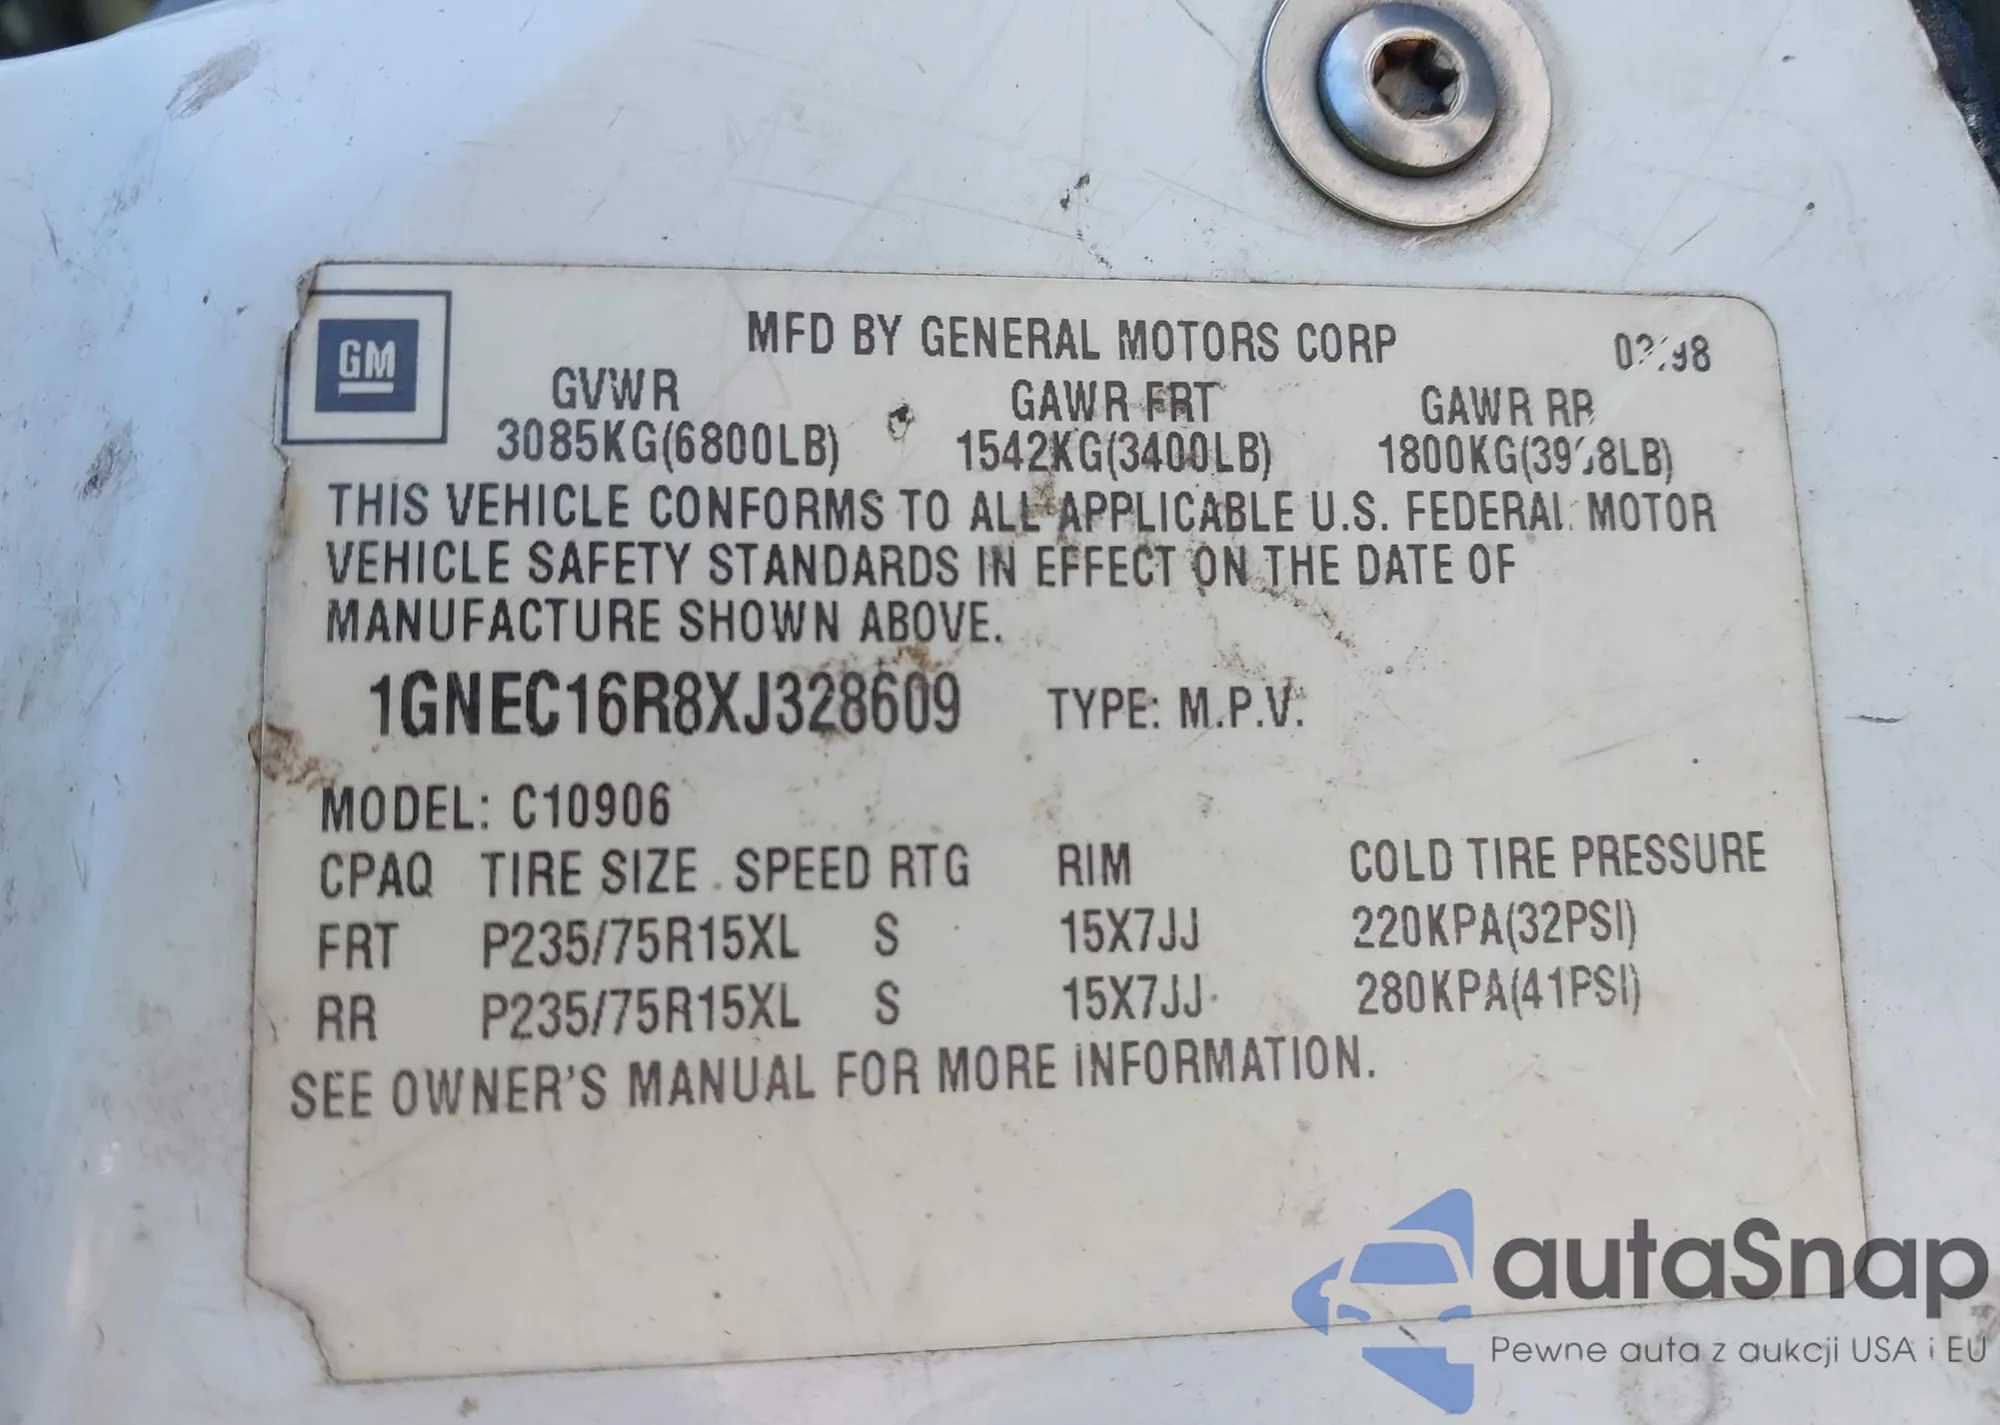 GM
MFD BY GENERAL MOTORS CORP
GVWR GAWR FRT GAWR RR
3085KG(6800LB) 1542KG(3400LB) 1800KG
THIS VEHICLE CONFORMS TO ALL APPLICABLE U.S. FEDERAL MOTOR
VEHICLE SAFETY STANDARDS IN EFFECT ON THE DATE OF
MANUFACTURE SHOWN ABOVE.
1GNEC16R8XJ328609 TYPE: M.P.V.
MODEL: C10906
CPAQ TIRE SIZE SPEED RTG RIM COLD TIRE PRESSURE
FRT P235/75R15XL S 15X7JJ 220KPA(32PSI)
RR P235/75R15XL S 15X7JJ 280KPA(41PSI)
SEE OWNER'S MANUAL FOR MORE INFORMATION.
autaSnap
Pewne auta z aukcji USA i EU